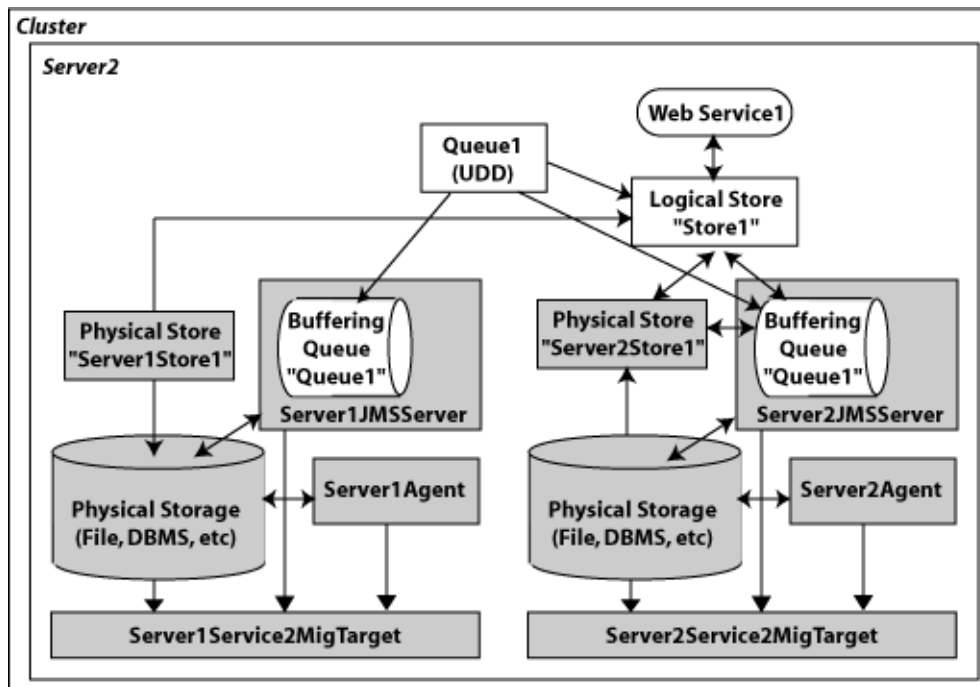 Cluster
Server2
Web Service1
Queue1
(UDD)
Logical Store
"Store1"
Physical Store
"Server1Store1"
Buffering
Queue
"Queue1"
Server1JMSServer
Physical Store
"Server2Store1"
Buffering
Queue
"Queue1"
Server2JMSServer
Physical Storage
(File, DBMS, etc)
Server1Agent
Physical Storage
(File, DBMS, etc)
Server2Agent
Server1Service2MigTarget
Server2Service2MigTarget